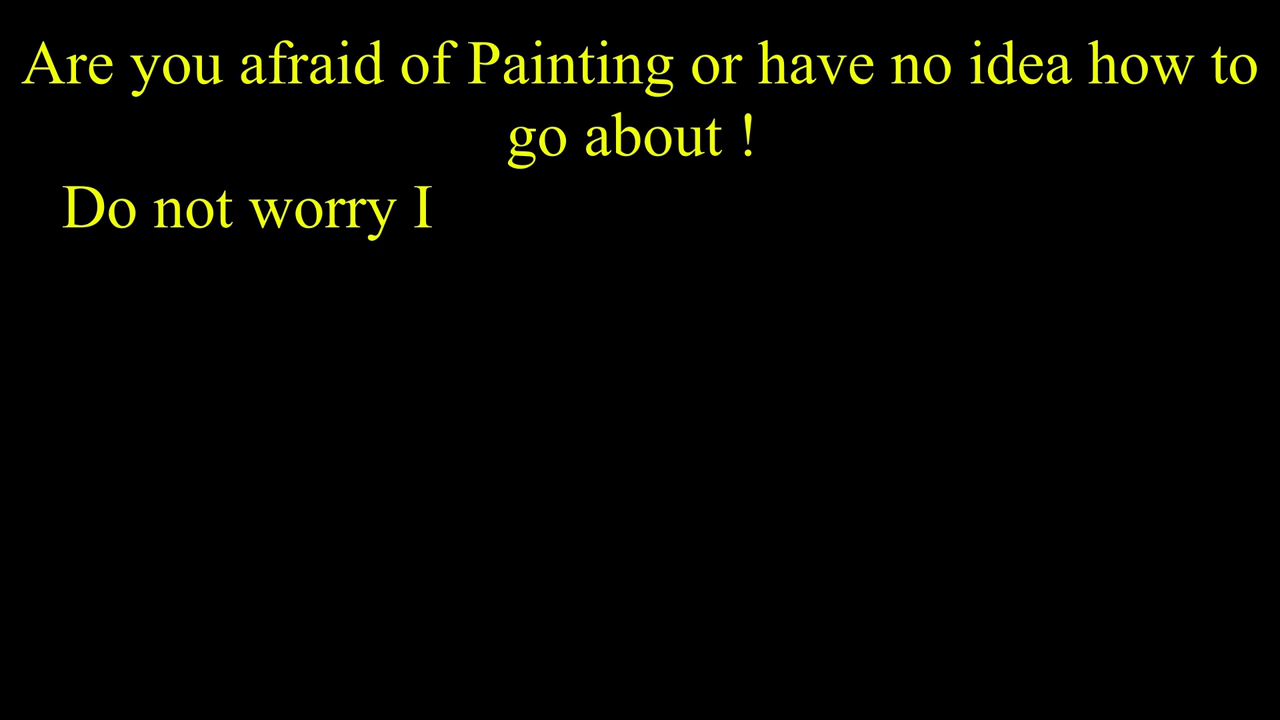 Are you afraid of Painting or have no idea how to
go about !
Do not worry I